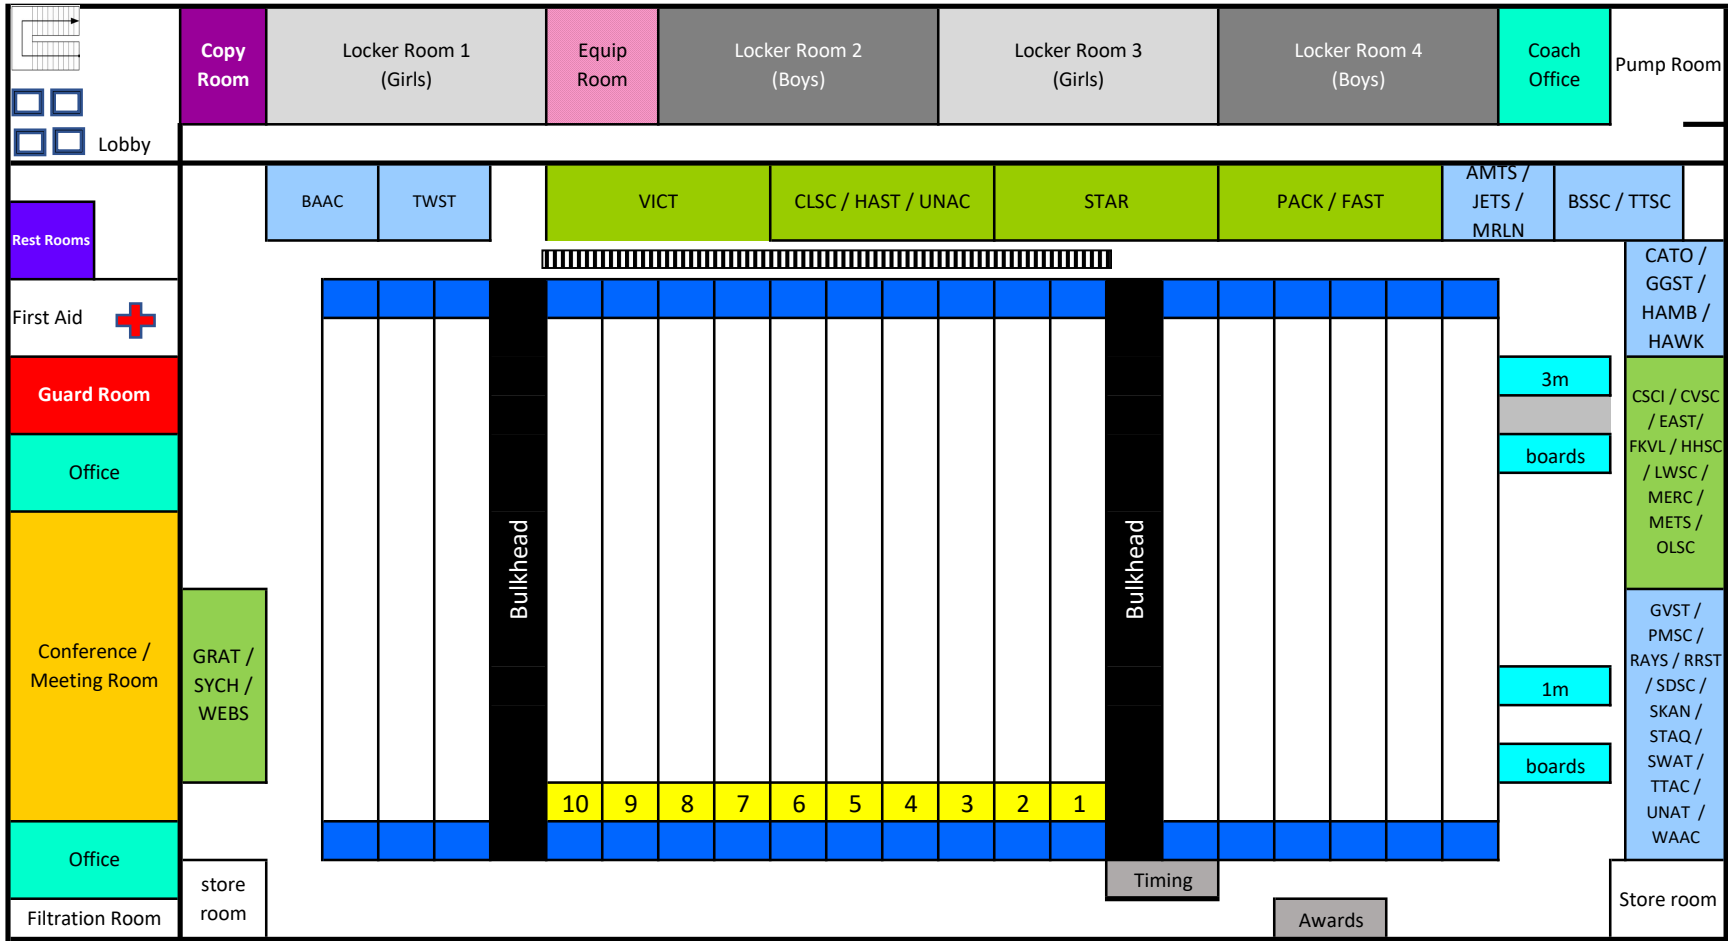 Copy
Room
Locker Room 1
(Girls)
Equip
Room
Locker Room 2
(Boys)
Locker Room 3
(Girls)
Locker Room 4
(Boys)
Coach
Office
Pump Room
Lobby
BAAC
TWST
VICT
CLSC / HAST / UNAC
STAR
PACK / FAST
AMTS /
JETS /
MRLN
BSSC / TTSC
Rest Rooms
CATO /
GGST /
HAMB /
HAWK
First Aid
Guard Room
3m
CSCI / CVSC
/ EAST/
FKVL / HHSC
/ LWSC /
MERC /
METS /
OLSC
Office
boards
Bulkhead
Bulkhead
Conference /
Meeting Room
GRAT /
SYCH /
WEBS
1m
boards
GVST /
PMSC /
RAYS / RRST
/ SDSC /
SKAN /
STAQ /
SWAT /
TTAC /
UNAT /
WAAC
10 9 8 7 6 5 4 3 2 1
Office
store
room
Timing
Awards
Store room
Filtration Room